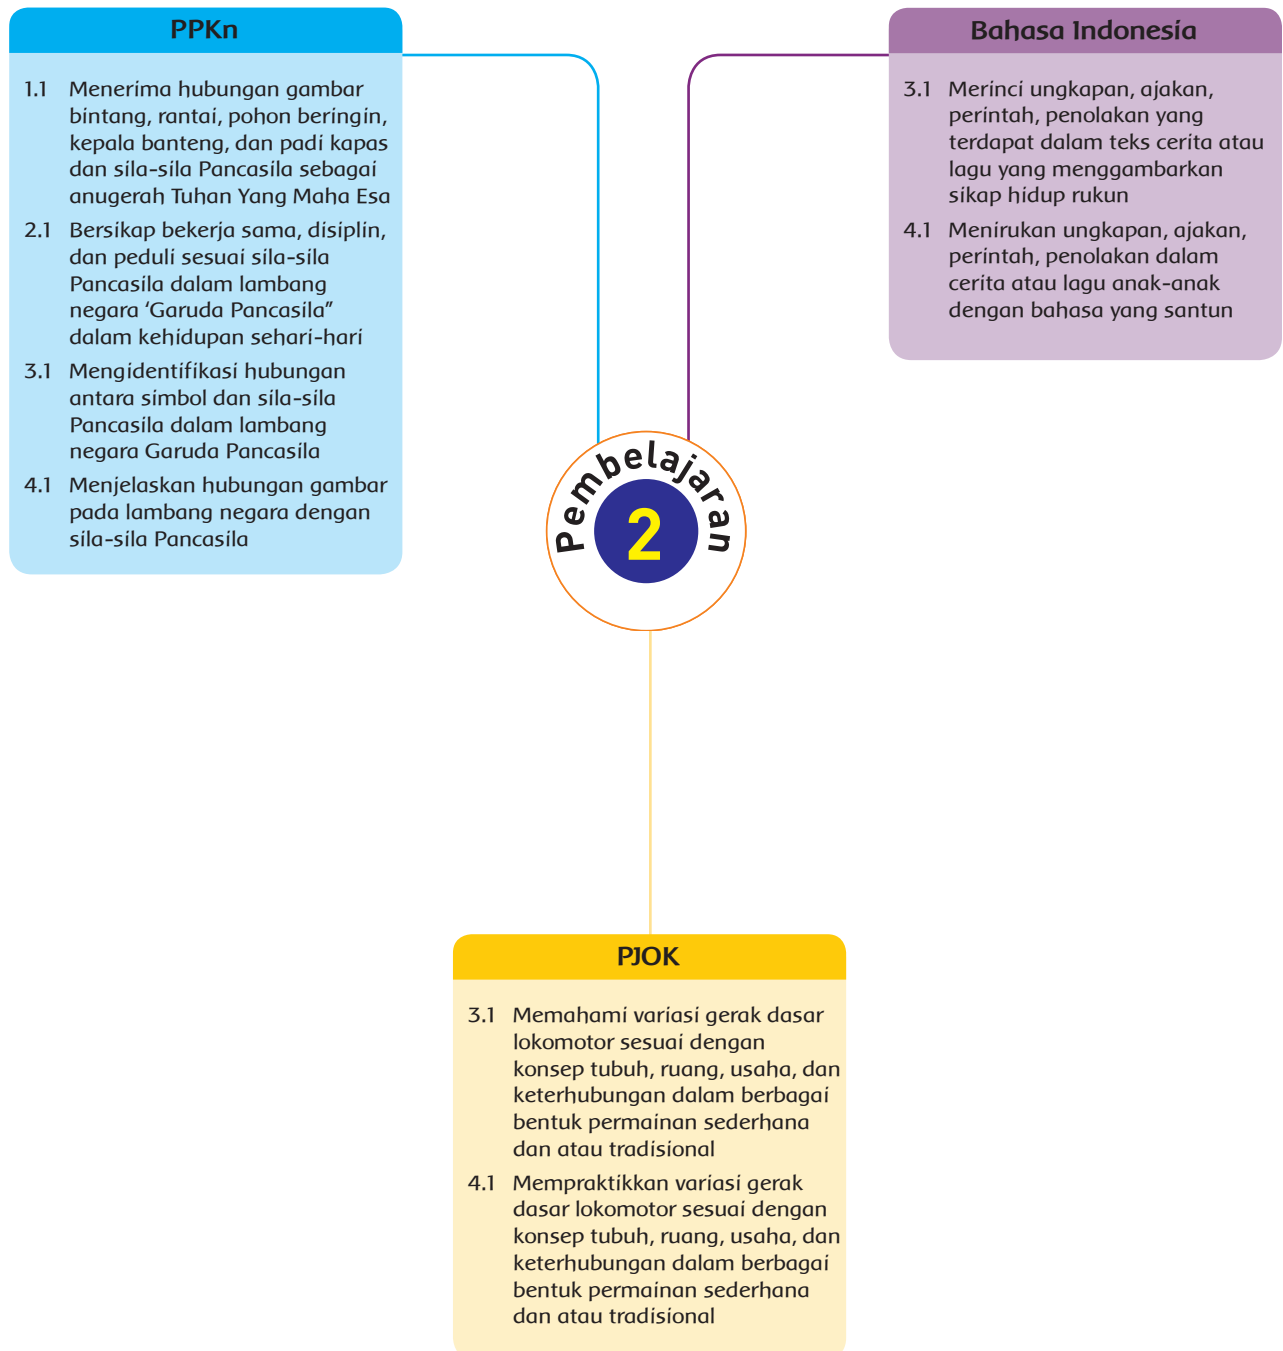 PPKn
1.1 Menerima hubungan gambar
bintang, rantai, pohon beringin,
kepala banteng, dan padi kapas
dan sila-sila Pancasila sebagai
anugerah Tuhan Yang Maha Esa
2.1 Bersikap bekerja sama, disiplin,
dan peduli sesuai sila-sila
Pancasila dalam lambang
negara ‘Garuda Pancasila”
dalam kehidupan sehari-hari
3.1 Mengidentifikasi hubungan
antara simbol dan sila-sila
Pancasila dalam lambang
negara Garuda Pancasila
4.1 Menjelaskan hubungan gambar
pada lambang negara dengan
sila-sila Pancasila
Bahasa Indonesia
3.1 Merinci ungkapan, ajakan,
perintah, penolakan yang
terdapat dalam teks cerita atau
lagu yang menggambarkan
sikap hidup rukun
4.1 Menirukan ungkapan, ajakan,
perintah, penolakan dalam
cerita atau lagu anak-anak
dengan bahasa yang santun
Pembelajaran
2
PJOK
3.1 Memahami variasi gerak dasar
lokomotor sesuai dengan
konsep tubuh, ruang, usaha, dan
keterhubungan dalam berbagai
bentuk permainan sederhana
dan atau tradisional
4.1 Mempraktikkan variasi gerak
dasar lokomotor sesuai dengan
konsep tubuh, ruang, usaha, dan
keterhubungan dalam berbagai
bentuk permainan sederhana
dan atau tradisional